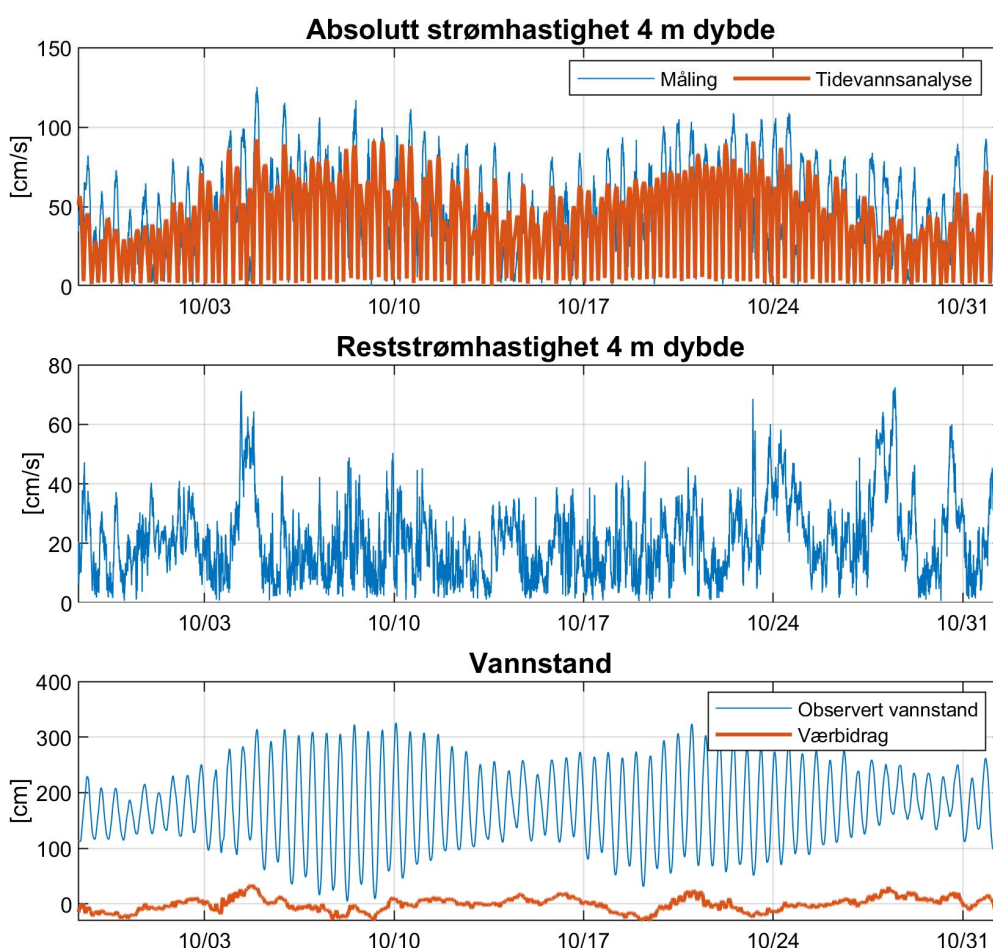 Absolutt strømhastighet 4 m dybde
150
100
50
0
[cm/s]
Måling
Tidevannsanalyse
10/03 10/10 10/17 10/24 10/31
Reststrømhastighet 4 m dybde
80
60
40
20
0
[cm/s]
10/03 10/10 10/17 10/24 10/31
Vannstand
400
300
200
100
0
[cm]
Observert vannstand
Værbidrag
10/03 10/10 10/17 10/24 10/31